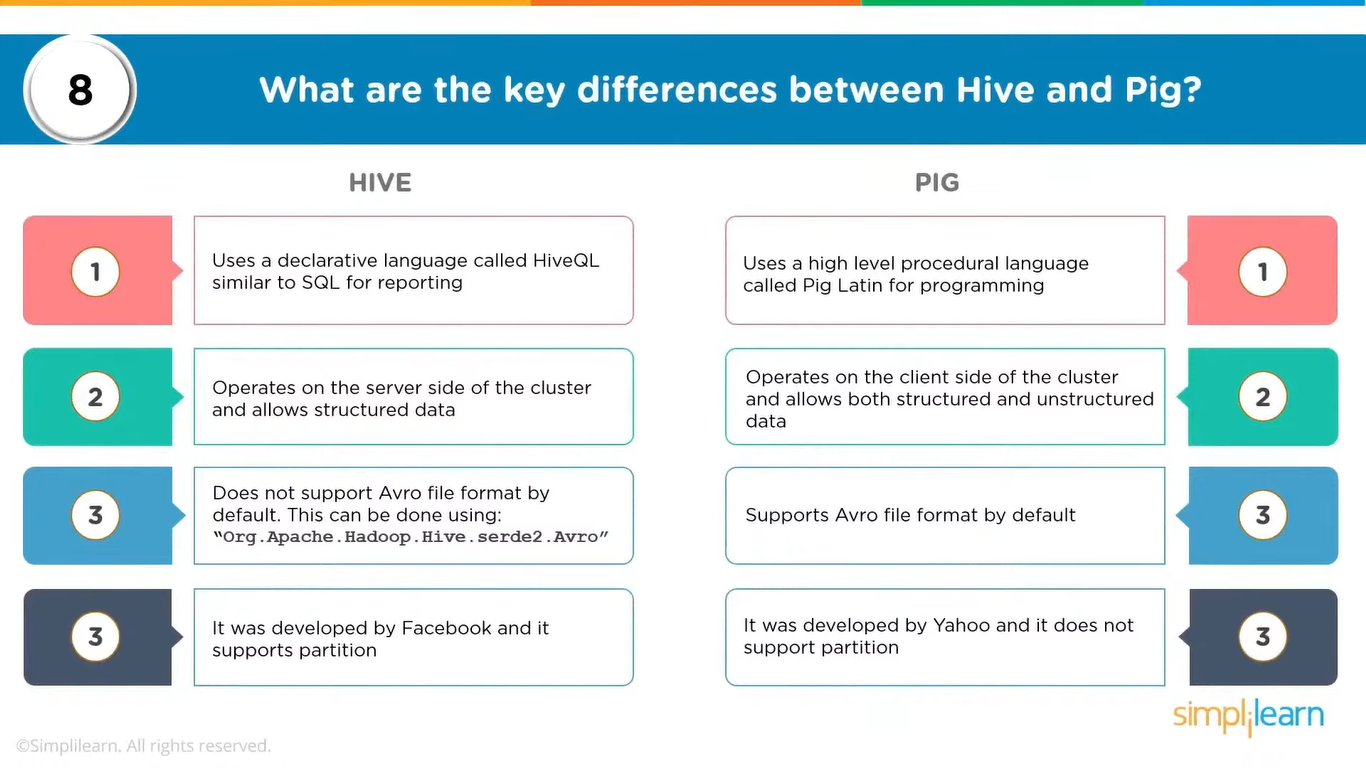 8
What are the key differences between Hive and Pig?
HIVE
PIG
1
Uses a declarative language called HiveQL
similar to SQL for reporting
Uses a high level procedural language
called Pig Latin for programming
1
2
Operates on the server side of the cluster
and allows structured data
Operates on the client side of the cluster
and allows both structured and unstructured
data
2
3
Does not support Avro file format by
default. This can be done using:
“Org.Apache.Hadoop.Hive.serde2.Avro”
Supports Avro file format by default
3
3
It was developed by Facebook and it
supports partition
It was developed by Yahoo and it does not
support partition
3
simplilearn
©Simplilearn. All rights reserved.